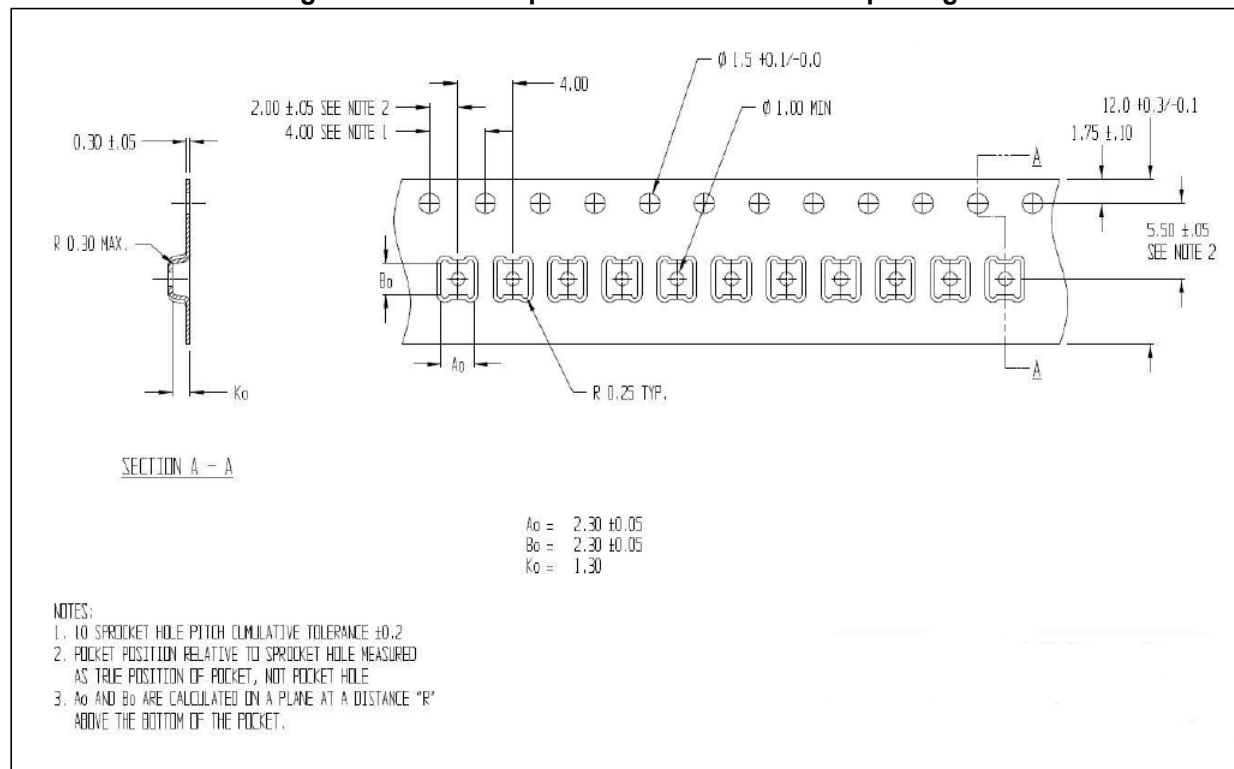 Ø 1.5 +0.1/-0.0
4.00
2.00 ±.05 SEE NOTE 2
Ø 1.00 MIN
12.0 +0.3/-0.1
4.00 SEE NOTE 1
1.75 ±.10
0.30 ±.05
A
R 0.30 MAX.
5.50 ±.05
SEE NOTE 2
Bo
Ao
A
Ko
R 0.25 TYP.
SECTION A - A
Ao = 2.30 ±0.05
Bo = 2.30 ±0.05
Ko = 1.30
NOTES:
1. 10 SPROCKET HOLE PITCH CUMULATIVE TOLERANCE ±0.2
2. POCKET POSITION RELATIVE TO SPROCKET HOLE MEASURED
AS TRUE POSITION OF POCKET, NOT POCKET HOLE
3. Ao AND Bo ARE CALCULATED ON A PLANE AT A DISTANCE "R"
ABOVE THE BOTTOM OF THE POCKET.